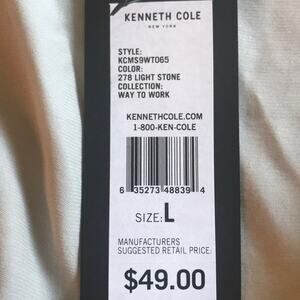 KENNETH COLE
NEW YORK
STYLE:
KCMS9WT065
COLOR:
278 LIGHT STONE
COLLECTION:
WAY TO WORK
KENNETHCOLE.COM
1-800-KEN-COLE
6 35273 48839 4
SIZE: L
MANUFACTURERS
SUGGESTED RETAIL PRICE:
$49.00